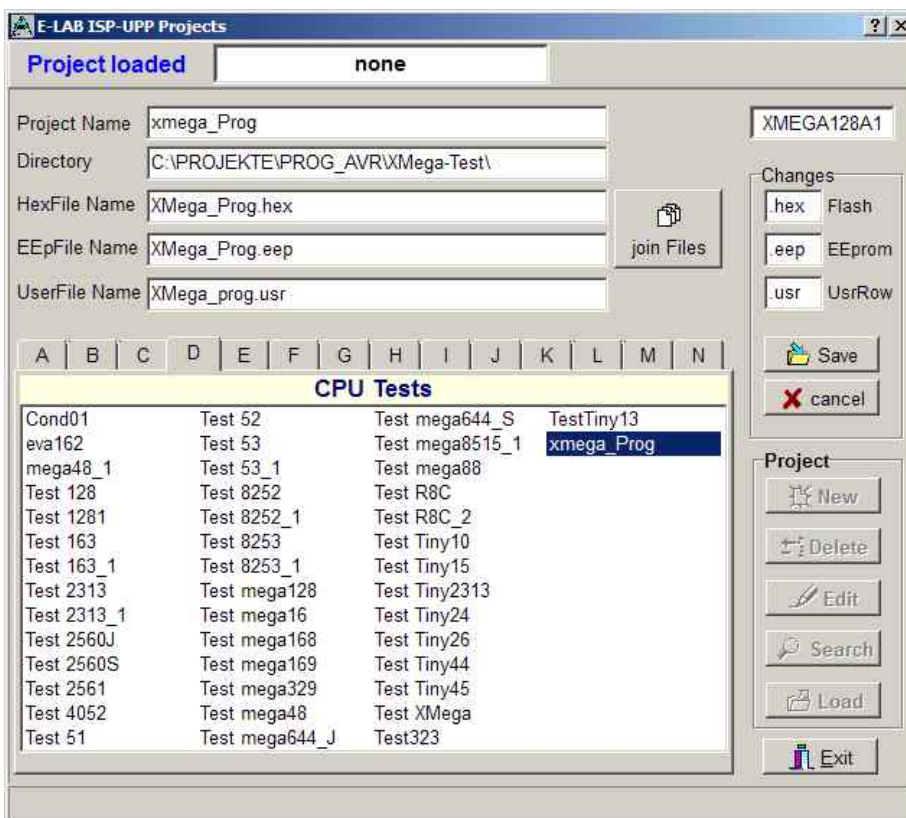 E-LAB ISP-UPP Projects
Project loaded none
Project Name xmega_Prog XMEGA128A1
Directory C:\PROJEKTE\PROG_AVR\XMega-Test\
Changes
HexFile Name XMega_Prog.hex .hex Flash
EEpFile Name XMega_Prog.eep join Files .eep EEprom
UserFile Name XMega_prog.usr .usr UsrRow
A B C D E F G H I J K L M N
Save
cancel
CPU Tests
Cond01 Test 52 Test mega644_S TestTiny13
eva162 Test 53 Test mega8515_1 xmega_Prog
mega48_1 Test 53_1 Test mega88
Test 128 Test 8252 Test R8C
Test 1281 Test 8252_1 Test R8C_2
Test 163 Test 8253 Test Tiny10
Test 163_1 Test 8253_1 Test Tiny15
Test 2313 Test mega128 Test Tiny2313
Test 2313_1 Test mega16 Test Tiny24
Test 2560J Test mega168 Test Tiny26
Test 2560S Test mega169 Test Tiny44
Test 2561 Test mega329 Test Tiny45
Test 4052 Test mega48 Test XMega
Test 51 Test mega644_J Test323
Project
New
Delete
Edit
Search
Load
Exit